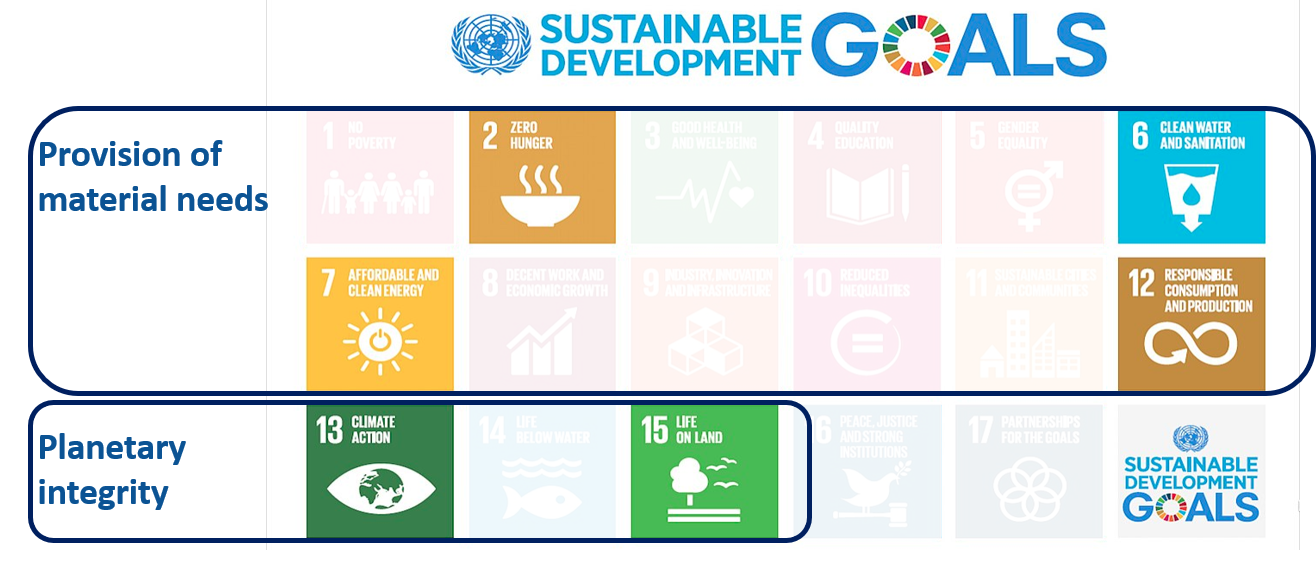 SUSTAINABLE
DEVELOPMENT
GOALS
Provision of
material needs
1 NO
POVERTY
2 ZERO
HUNGER
3 GOOD HEALTH
AND WELL-BEING
4 QUALITY
EDUCATION
5 GENDER
EQUALITY
6 CLEAN WATER
AND SANITATION
7 AFFORDABLE AND
CLEAN ENERGY
8 DECENT WORK AND
ECONOMIC GROWTH
9 INDUSTRY, INNOVATION
AND INFRASTRUCTURE
10 REDUCED
INEQUALITIES
11 SUSTAINABLE CITIES
AND COMMUNITIES
12 RESPONSIBLE
CONSUMPTION
AND PRODUCTION
Planetary
integrity
13 CLIMATE
ACTION
14 LIFE
BELOW WATER
15 LIFE
ON LAND
16 PEACE, JUSTICE
AND STRONG
INSTITUTIONS
17 PARTNERSHIPS
FOR THE GOALS
SUSTAINABLE
DEVELOPMENT
GOALS